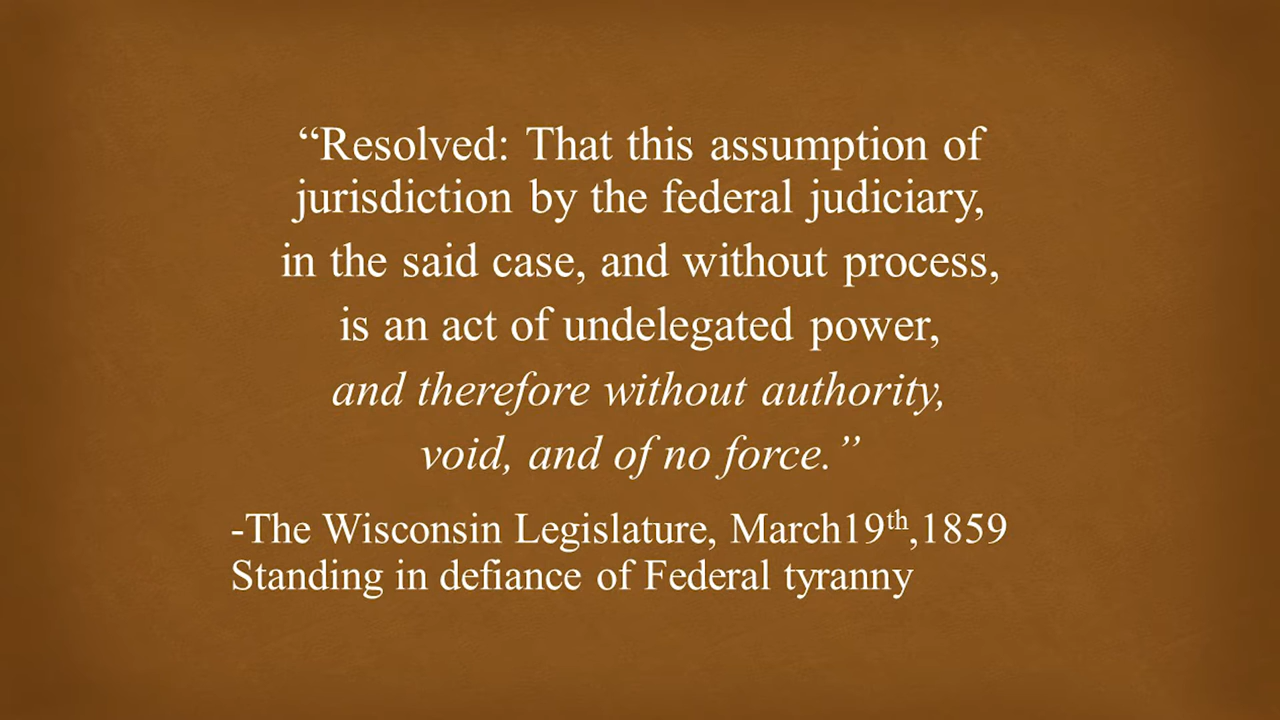 “Resolved: That this assumption of
jurisdiction by the federal judiciary,
in the said case, and without process,
is an act of undelegated power,
and therefore without authority,
void, and of no force.”
-The Wisconsin Legislature, March19th,1859
Standing in defiance of Federal tyranny